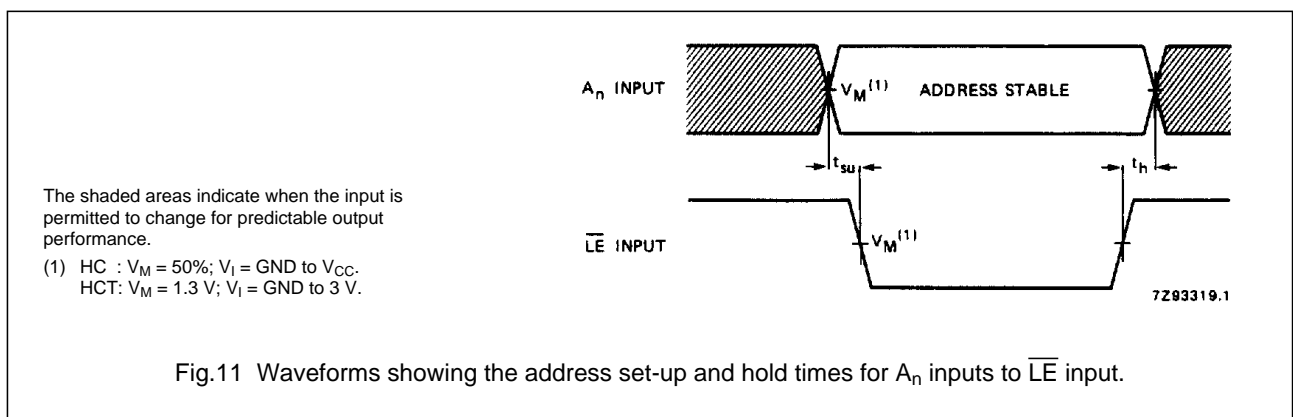 Aₙ INPUT
V_M⁽¹⁾ ADDRESS STABLE
t_su t_h
The shaded areas indicate when the input is
permitted to change for predictable output
performance.
L̅E̅ INPUT
V_M⁽¹⁾
(1) HC : V_M = 50%; V_I = GND to V_CC.
HCT: V_M = 1.3 V; V_I = GND to 3 V.
7Z93319.1
Fig.11 Waveforms showing the address set-up and hold times for Aₙ inputs to L̅E̅ input.